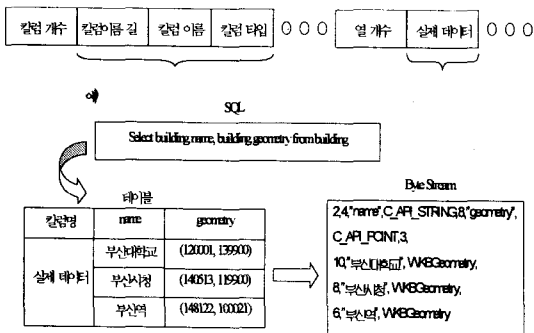 칼럼 개수 칼럼이름 길 칼럼 이름 칼럼 타입 ○ ○ ○ 열 개수 실제 데이터 ○ ○ ○
예)
SQL
Select building.name, building.geometry from building
테이블
칼럼명 name geometry
실제 데이터
부산대학교 (120001, 139900)
부산시청 (140513, 119900)
부산역 (148122, 100021)
Byte Stream
2,4,"name",C_API_STRING,8,"geometry",
C_API_POINT,3,
10,"부산대학교", WKBGeometry,
8,"부산시청", WKBGeometry,
6,"부산역", WKBGeometry